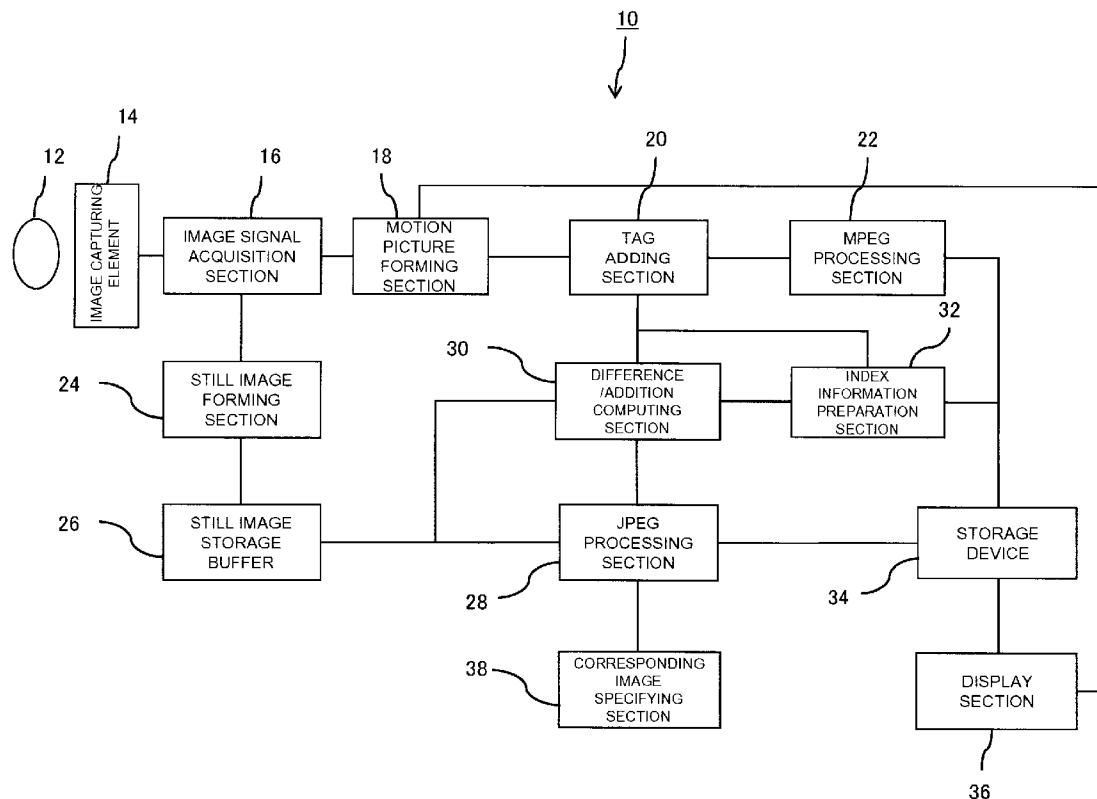 10
14
12
16
18
20
22
IMAGE CAPTURING
ELEMENT
IMAGE SIGNAL
ACQUISITION
SECTION
MOTION
PICTURE
FORMING
SECTION
TAG
ADDING
SECTION
MPEG
PROCESSING
SECTION
32
30
24
STILL IMAGE
FORMING
SECTION
DIFFERENCE
/ADDITION
COMPUTING
SECTION
INDEX
INFORMATION
PREPARATION
SECTION
26
STILL IMAGE
STORAGE
BUFFER
JPEG
PROCESSING
SECTION
STORAGE
DEVICE
28
34
38
CORRESPONDING
IMAGE
SPECIFYING
SECTION
DISPLAY
SECTION
36